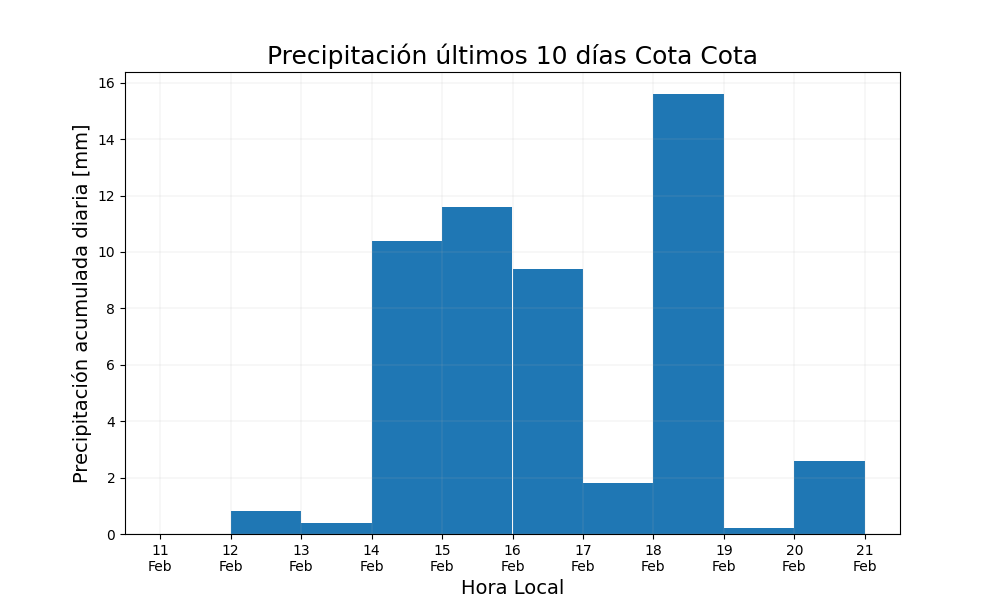 Precipitación últimos 10 días Cota Cota
Precipitación acumulada diaria [mm]
16
14
12
10
8
6
4
2
0
11 12 13 14 15 16 17 18 19 20 21
Feb Feb Feb Feb Feb Feb Feb Feb Feb Feb Feb
Hora Local